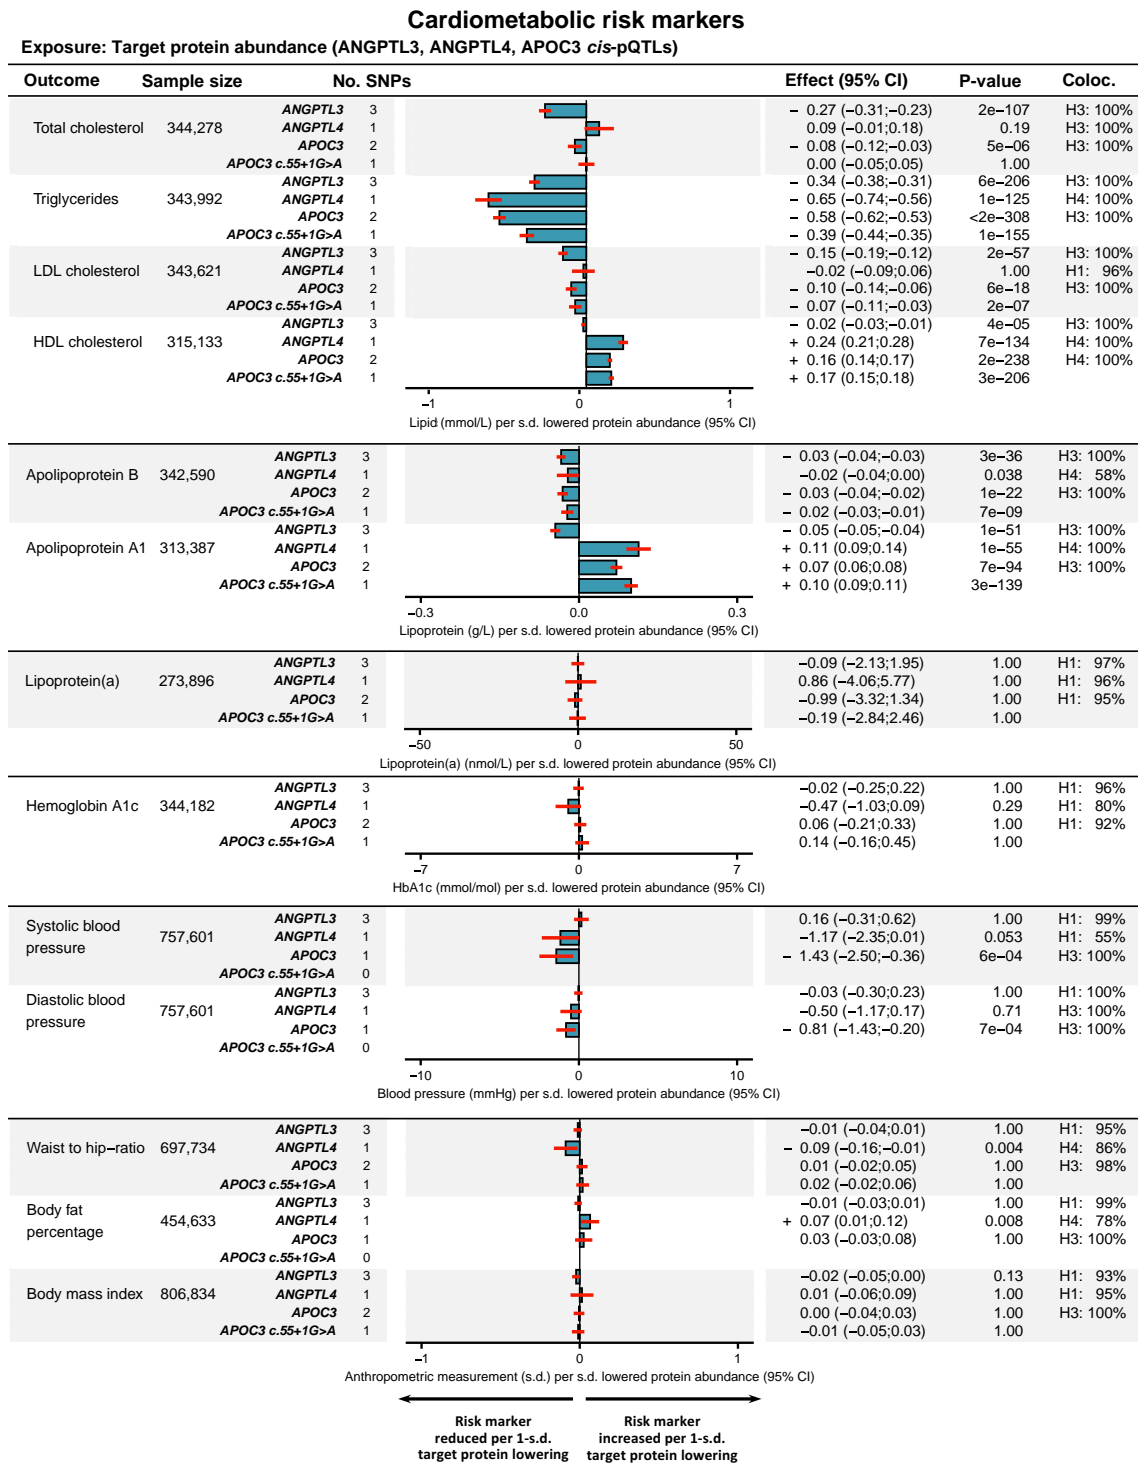 Cardiometabolic risk markers
Exposure: Target protein abundance (ANGPTL3, ANGPTL4, APOC3 cis-pQTLs)
Outcome Sample size No. SNPs Effect (95% CI) P-value Coloc.
ANGPTL3 3 − 0.27 (−0.31;−0.23) 2e−107 H3: 100%
Total cholesterol 344,278 ANGPTL4 1 0.09 (−0.01;0.18) 0.19 H3: 100%
APOC3 2 − 0.08 (−0.12;−0.03) 5e−06 H3: 100%
APOC3 c.55+1G>A 1 0.00 (−0.05;0.05) 1.00
ANGPTL3 3 − 0.34 (−0.38;−0.31) 6e−206 H3: 100%
Triglycerides 343,992 ANGPTL4 1 − 0.65 (−0.74;−0.56) 1e−125 H4: 100%
APOC3 2 − 0.58 (−0.62;−0.53) <2e−308 H3: 100%
APOC3 c.55+1G>A 1 − 0.39 (−0.44;−0.35) 1e−155
ANGPTL3 3 − 0.15 (−0.19;−0.12) 2e−57 H3: 100%
LDL cholesterol 343,621 ANGPTL4 1 −0.02 (−0.09;0.06) 1.00 H1: 96%
APOC3 2 − 0.10 (−0.14;−0.06) 6e−18 H3: 100%
APOC3 c.55+1G>A 1 − 0.07 (−0.11;−0.03) 2e−07
ANGPTL3 3 − 0.02 (−0.03;−0.01) 4e−05 H3: 100%
HDL cholesterol 315,133 ANGPTL4 1 + 0.24 (0.21;0.28) 7e−134 H4: 100%
APOC3 2 + 0.16 (0.14;0.17) 2e−238 H4: 100%
APOC3 c.55+1G>A 1 + 0.17 (0.15;0.18) 3e−206
−1 0 1
Lipid (mmol/L) per s.d. lowered protein abundance (95% CI)
ANGPTL3 3 − 0.03 (−0.04;−0.03) 3e−36 H3: 100%
Apolipoprotein B 342,590 ANGPTL4 1 −0.02 (−0.04;0.00) 0.038 H4: 58%
APOC3 2 − 0.03 (−0.04;−0.02) 1e−22 H3: 100%
APOC3 c.55+1G>A 1 − 0.02 (−0.03;−0.01) 7e−09
ANGPTL3 3 − 0.05 (−0.05;−0.04) 1e−51 H3: 100%
Apolipoprotein A1 313,387 ANGPTL4 1 + 0.11 (0.09;0.14) 1e−55 H4: 100%
APOC3 2 + 0.07 (0.06;0.08) 7e−94 H3: 100%
APOC3 c.55+1G>A 1 + 0.10 (0.09;0.11) 3e−139
−0.3 0.0 0.3
Lipoprotein (g/L) per s.d. lowered protein abundance (95% CI)
ANGPTL3 3 −0.09 (−2.13;1.95) 1.00 H1: 97%
Lipoprotein(a) 273,896 ANGPTL4 1 0.86 (−4.06;5.77) 1.00 H1: 96%
APOC3 2 −0.99 (−3.32;1.34) 1.00 H1: 95%
APOC3 c.55+1G>A 1 −0.19 (−2.84;2.46) 1.00
−50 0 50
Lipoprotein(a) (nmol/L) per s.d. lowered protein abundance (95% CI)
ANGPTL3 3 −0.02 (−0.25;0.22) 1.00 H1: 96%
Hemoglobin A1c 344,182 ANGPTL4 1 −0.47 (−1.03;0.09) 0.29 H1: 80%
APOC3 2 0.06 (−0.21;0.33) 1.00 H1: 92%
APOC3 c.55+1G>A 1 0.14 (−0.16;0.45) 1.00
−7 0 7
HbA1c (mmol/mol) per s.d. lowered protein abundance (95% CI)
ANGPTL3 3 0.16 (−0.31;0.62) 1.00 H1: 99%
Systolic blood pressure 757,601 ANGPTL4 1 −1.17 (−2.35;0.01) 0.053 H1: 55%
APOC3 1 − 1.43 (−2.50;−0.36) 6e−04 H3: 100%
APOC3 c.55+1G>A 0
ANGPTL3 3 −0.03 (−0.30;0.23) 1.00 H1: 100%
Diastolic blood pressure 757,601 ANGPTL4 1 −0.50 (−1.17;0.17) 0.71 H3: 100%
APOC3 1 − 0.81 (−1.43;−0.20) 7e−04 H3: 100%
APOC3 c.55+1G>A 0
−10 0 10
Blood pressure (mmHg) per s.d. lowered protein abundance (95% CI)
ANGPTL3 3 −0.01 (−0.04;0.01) 1.00 H1: 95%
Waist to hip−ratio 697,734 ANGPTL4 1 − 0.09 (−0.16;−0.01) 0.004 H4: 86%
APOC3 2 0.01 (−0.02;0.05) 1.00 H3: 98%
APOC3 c.55+1G>A 1 0.02 (−0.02;0.06) 1.00
ANGPTL3 3 −0.01 (−0.03;0.01) 1.00 H1: 99%
Body fat percentage 454,633 ANGPTL4 1 + 0.07 (0.01;0.12) 0.008 H4: 78%
APOC3 1 0.03 (−0.03;0.08) 1.00 H3: 100%
APOC3 c.55+1G>A 0
ANGPTL3 3 −0.02 (−0.05;0.00) 0.13 H1: 93%
Body mass index 806,834 ANGPTL4 1 0.01 (−0.06;0.09) 1.00 H1: 95%
APOC3 2 0.00 (−0.04;0.03) 1.00 H3: 100%
APOC3 c.55+1G>A 1 −0.01 (−0.05;0.03) 1.00
−1 0 1
Anthropometric measurement (s.d.) per s.d. lowered protein abundance (95% CI)
Risk marker reduced per 1-s.d. target protein lowering
Risk marker increased per 1-s.d. target protein lowering